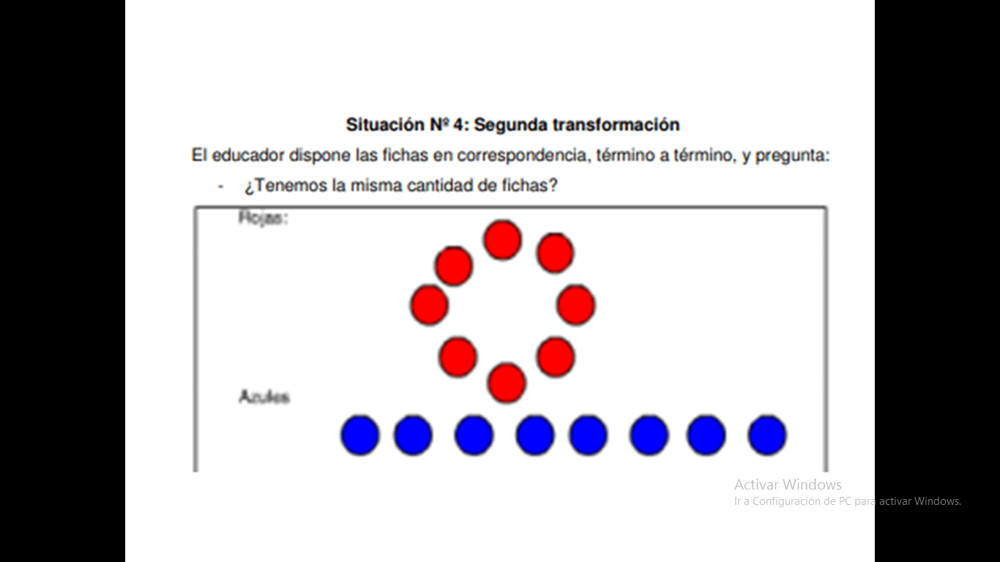 Situación Nº 4: Segunda transformación
El educador dispone las fichas en correspondencia, término a término, y pregunta:
- ¿Tenemos la misma cantidad de fichas?
Rojas:
Azules
Activar Windows
Ir a Configuración de PC para activar Windows.